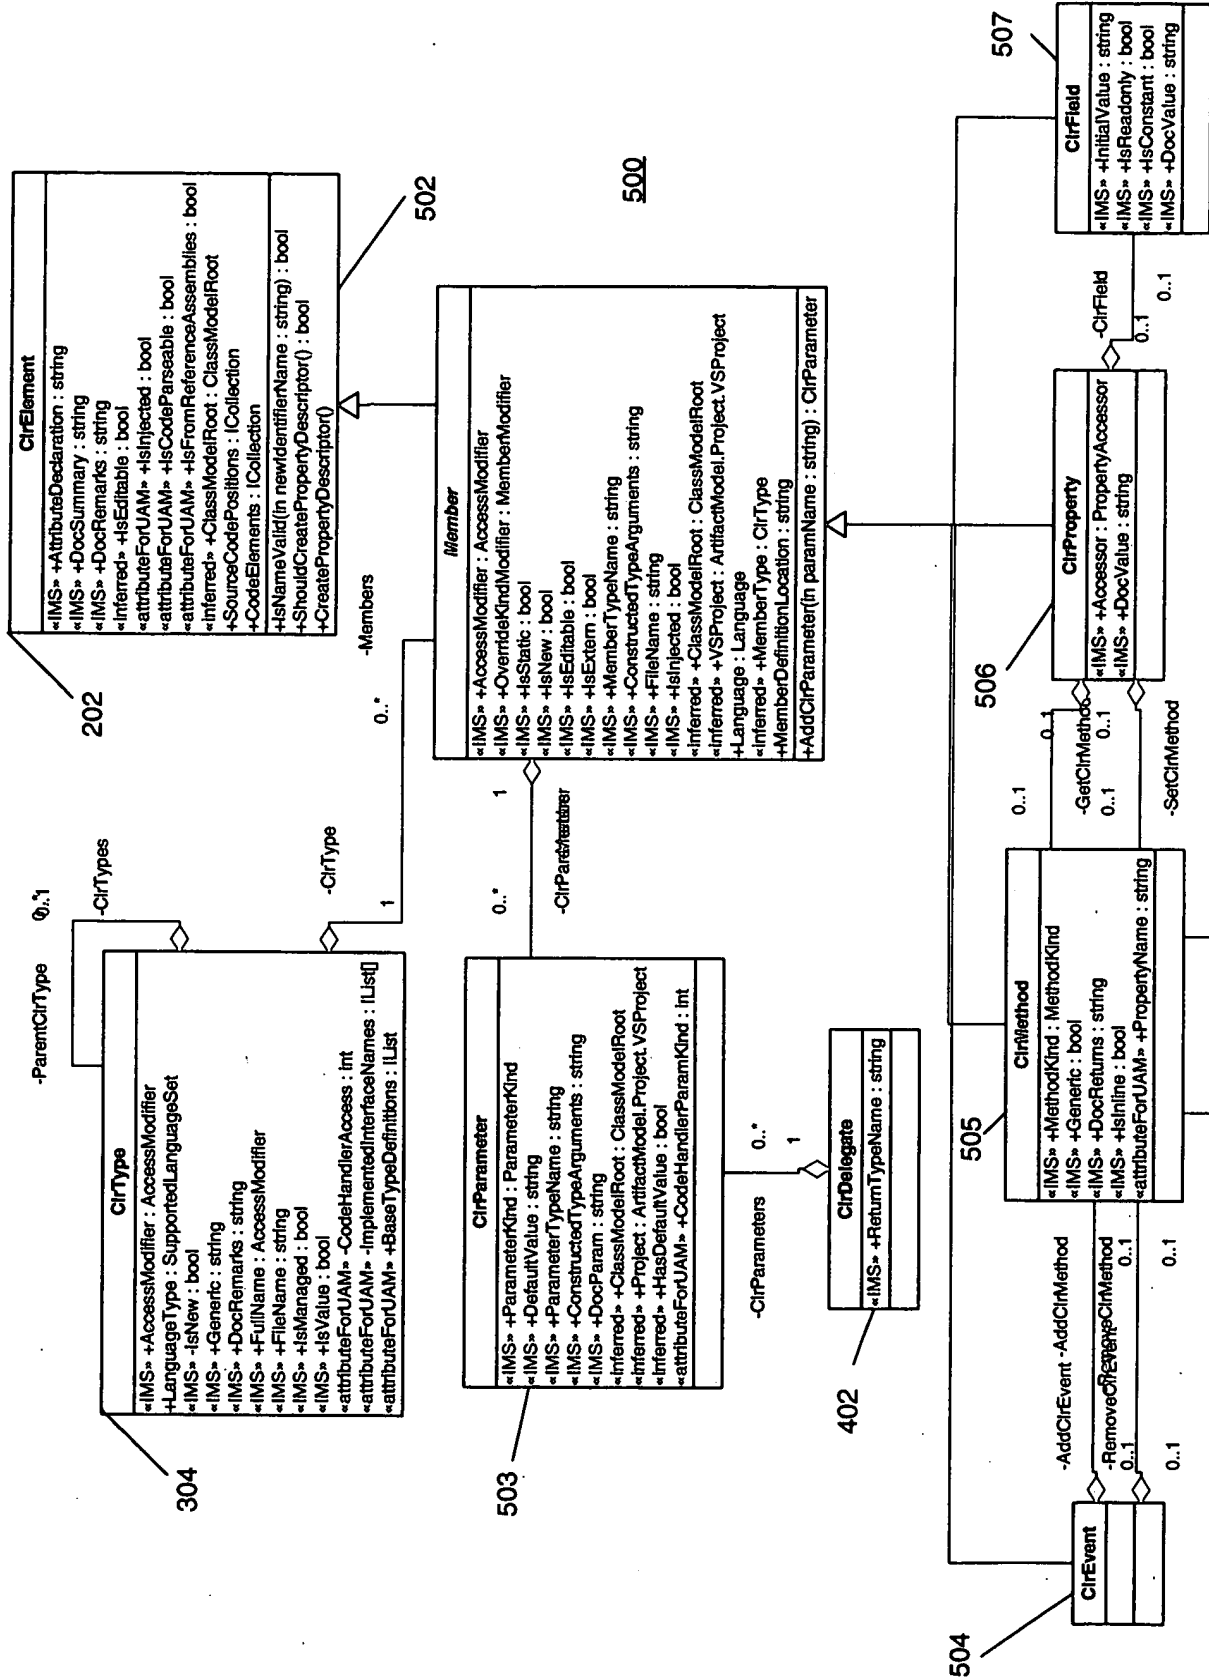 ClrElement
«IMS» +AttributeDeclaration : string
«IMS» +DocSummary : string
«IMS» +DocRemarks : string
«inferred» +IsEditable : bool
«attributeForUAM» +IsInjected : bool
«attributeForUAM» +IsCodeParseable : bool
«attributeForUAM» +IsFromReferenceAssemblies : bool
«inferred» +ClassModelRoot : ClassModelRoot
+SourceCodePositions : ICollection
+CodeElements : ICollection
+IsNameValid(in newIdentifierName : string) : bool
+ShouldCreatePropertyDescriptor() : bool
+CreatePropertyDescriptor()
202
502
500
-ParentClrType
-ClrTypes
ClrType
«IMS» +AccessModifier : AccessModifier
+LanguageType : SupportedLanguageSet
«IMS» -IsNew : bool
«IMS» +Generic : string
«IMS» +DocRemarks : string
«IMS» +FullName : AccessModifier
«IMS» +FileName : string
«IMS» +IsManaged : bool
«IMS» +IsValue : bool
«attributeForUAM» -CodeHandlerAccess : int
«attributeForUAM» -ImplementedInterfaceNames : IList[]
«attributeForUAM» +BaseTypeDefinitions : IList
304
-ClrType
1
-Members
0..*
Member
«IMS» +AccessModifier : AccessModifier
«IMS» +OverrideKindModifier : MemberModifier
«IMS» +IsStatic : bool
«IMS» +IsNew : bool
«IMS» +IsEditable : bool
«IMS» +IsExtern : bool
«IMS» +MemberTypeName : string
«IMS» +ConstructedTypeArguments : string
«IMS» +FileName : string
«IMS» +IsInjected : bool
«inferred» +ClassModelRoot : ClassModelRoot
«inferred» +VSProject : ArtifactModel.Project.VSProject
+Language : Language
«inferred» +MemberType : ClrType
+MemberDefinitionLocation : string
+AddClrParameter(in paramName : string) : ClrParameter
1
0..*
ClrParameter
«IMS» +ParameterKind : ParameterKind
«IMS» +DefaultValue : string
«IMS» +ParameterTypeName : string
«IMS» +ConstructedTypeArguments : string
«IMS» +DocParam : string
«inferred» +ClassModelRoot : ClassModelRoot
«inferred» +Project : ArtifactModel.Project.VSProject
«inferred» +HasDefaultValue : bool
«attributeForUAM» +CodeHandlerParamKind : int
503
-ClrParameters
0..*
1
ClrDelegate
«IMS» +ReturnTypeName : string
402
ClrField
«IMS» +InitialValue : string
«IMS» +IsReadonly : bool
«IMS» +IsConstant : bool
«IMS» +DocValue : string
507
-ClrField
0..1
0..1
ClrProperty
«IMS» +Accessor : PropertyAccessor
«IMS» +DocValue : string
506
0..1
0..1
-GetClrMethod
0..1
0..1
-SetClrMethod
ClrMethod
«IMS» +MethodKind : MethodKind
«IMS» +Generic : bool
«IMS» +DocReturns : string
«IMS» +IsInline : bool
«attributeForUAM» +PropertyName : string
505
-AddClrEvent
-AddClrMethod
-RemoveClrEvent
-RemoveClrMethod
0..1
0..1
0..1
0..1
ClrEvent
504